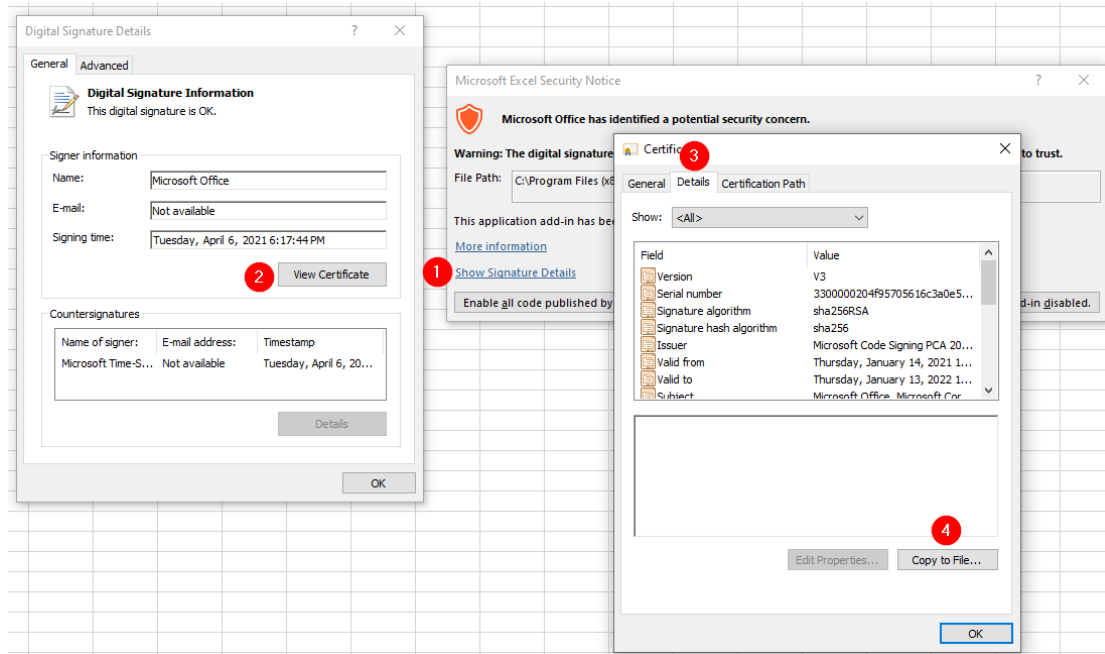 Digital Signature Details
General Advanced
Digital Signature Information
This digital signature is OK.
Signer information
Name: Microsoft Office
E-mail: Not available
Signing time: Tuesday, April 6, 2021 6:17:44 PM
2 View Certificate
Countersignatures
Name of signer: E-mail address: Timestamp
Microsoft Time-S... Not available Tuesday, April 6, 20...
Details
OK
Microsoft Excel Security Notice
Microsoft Office has identified a potential security concern.
Warning: The digital signature to trust.
File Path: C:\Program Files (x8
This application add-in has bee
More information
1 Show Signature Details
Enable all code published by d-in disabled.
3
General Details Certification Path
Show: <All>
Field Value
Version V3
Serial number 3300000204f95705616c3a0e5...
Signature algorithm sha256RSA
Signature hash algorithm sha256
Issuer Microsoft Code Signing PCA 20...
Valid from Thursday, January 14, 2021 1...
Valid to Thursday, January 13, 2022 1...
Subject Microsoft Office, Microsoft Cor
4
Edit Properties... Copy to File...
OK